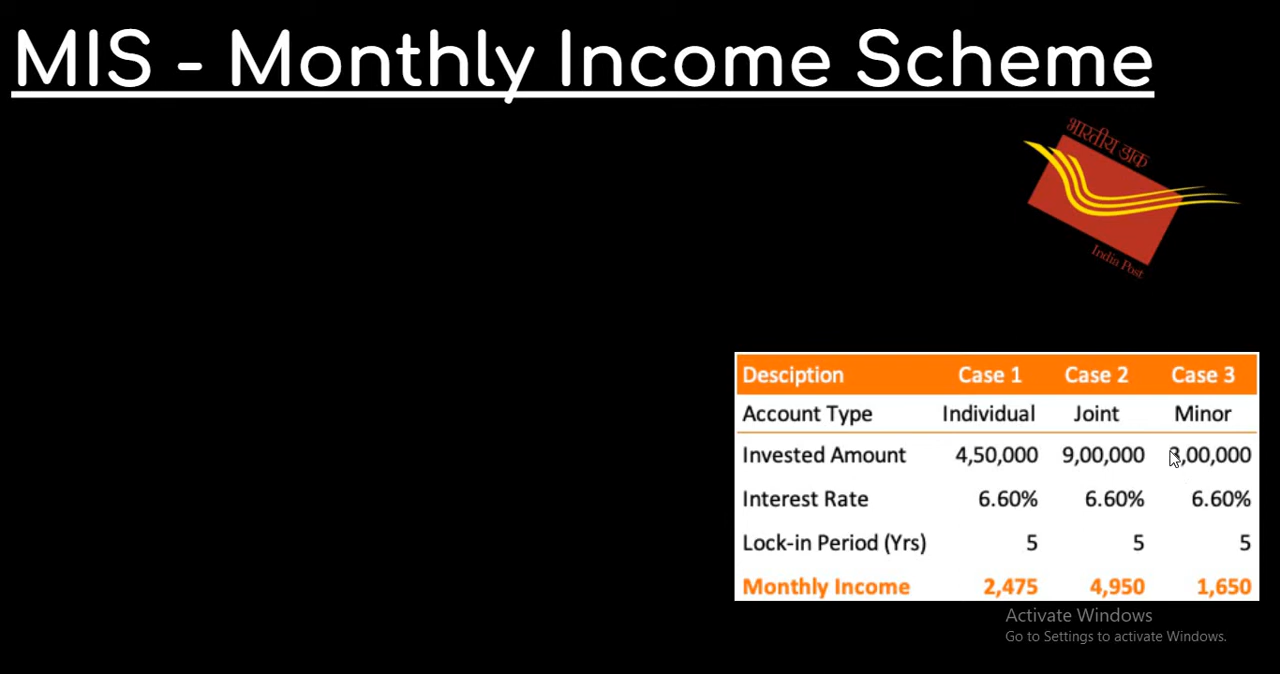 MIS - Monthly Income Scheme
भारतीय डाक
India Post
Desciption Case 1 Case 2 Case 3
Account Type Individual Joint Minor
Invested Amount 4,50,000 9,00,000 3,00,000
Interest Rate 6.60% 6.60% 6.60%
Lock-in Period (Yrs) 5 5 5
Monthly Income 2,475 4,950 1,650
Activate Windows
Go to Settings to activate Windows.